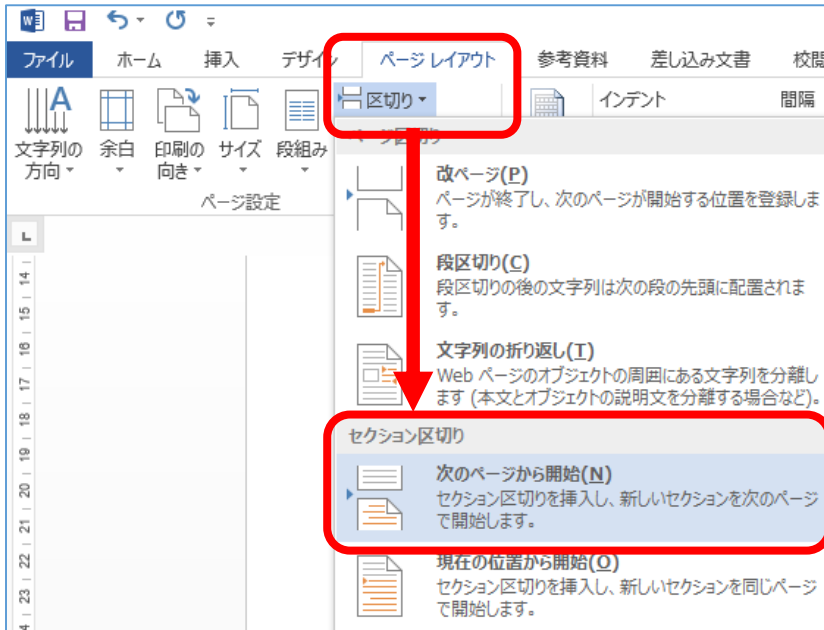 ファイル ホーム 挿入 デザイン ページ レイアウト 参考資料 差し込み文書 校閲
区切り インデント 間隔
文字列の方向 余白 印刷の向き サイズ 段組み
ページ設定
ページ区切り
改ページ(P)
ページが終了し、次のページが開始する位置を登録しま
す。
段区切り(C)
段区切りの後の文字列は次の段の先頭に配置されま
す。
文字列の折り返し(T)
Web ページのオブジェクトの周囲にある文字列を分離し
ます (本文とオブジェクトの説明文を分離する場合など)。
セクション区切り
次のページから開始(N)
セクション区切りを挿入し、新しいセクションを次のページ
で開始します。
現在の位置から開始(O)
セクション区切りを挿入し、新しいセクションを同じページ
で開始します。
14
15
16
17
18
19
20
21
22
23